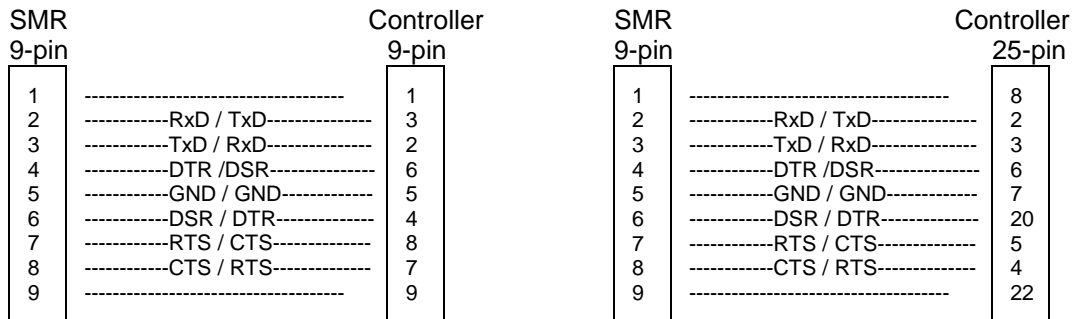 SMR Controller SMR Controller
9-pin 9-pin 9-pin 25-pin
1 ---------------------------------- 1 1 ---------------------------------- 8
2 -------------RxD / TxD---------------- 3 2 -------------RxD / TxD---------------- 2
3 -------------TxD / RxD---------------- 2 3 -------------TxD / RxD---------------- 3
4 -------------DTR /DSR---------------- 6 4 -------------DTR /DSR---------------- 6
5 -------------GND / GND-------------- 5 5 -------------GND / GND-------------- 7
6 -------------DSR / DTR--------------- 4 6 -------------DSR / DTR--------------- 20
7 -------------RTS / CTS--------------- 8 7 -------------RTS / CTS--------------- 5
8 -------------CTS / RTS--------------- 7 8 -------------CTS / RTS--------------- 4
9 ---------------------------------- 9 9 ---------------------------------- 22